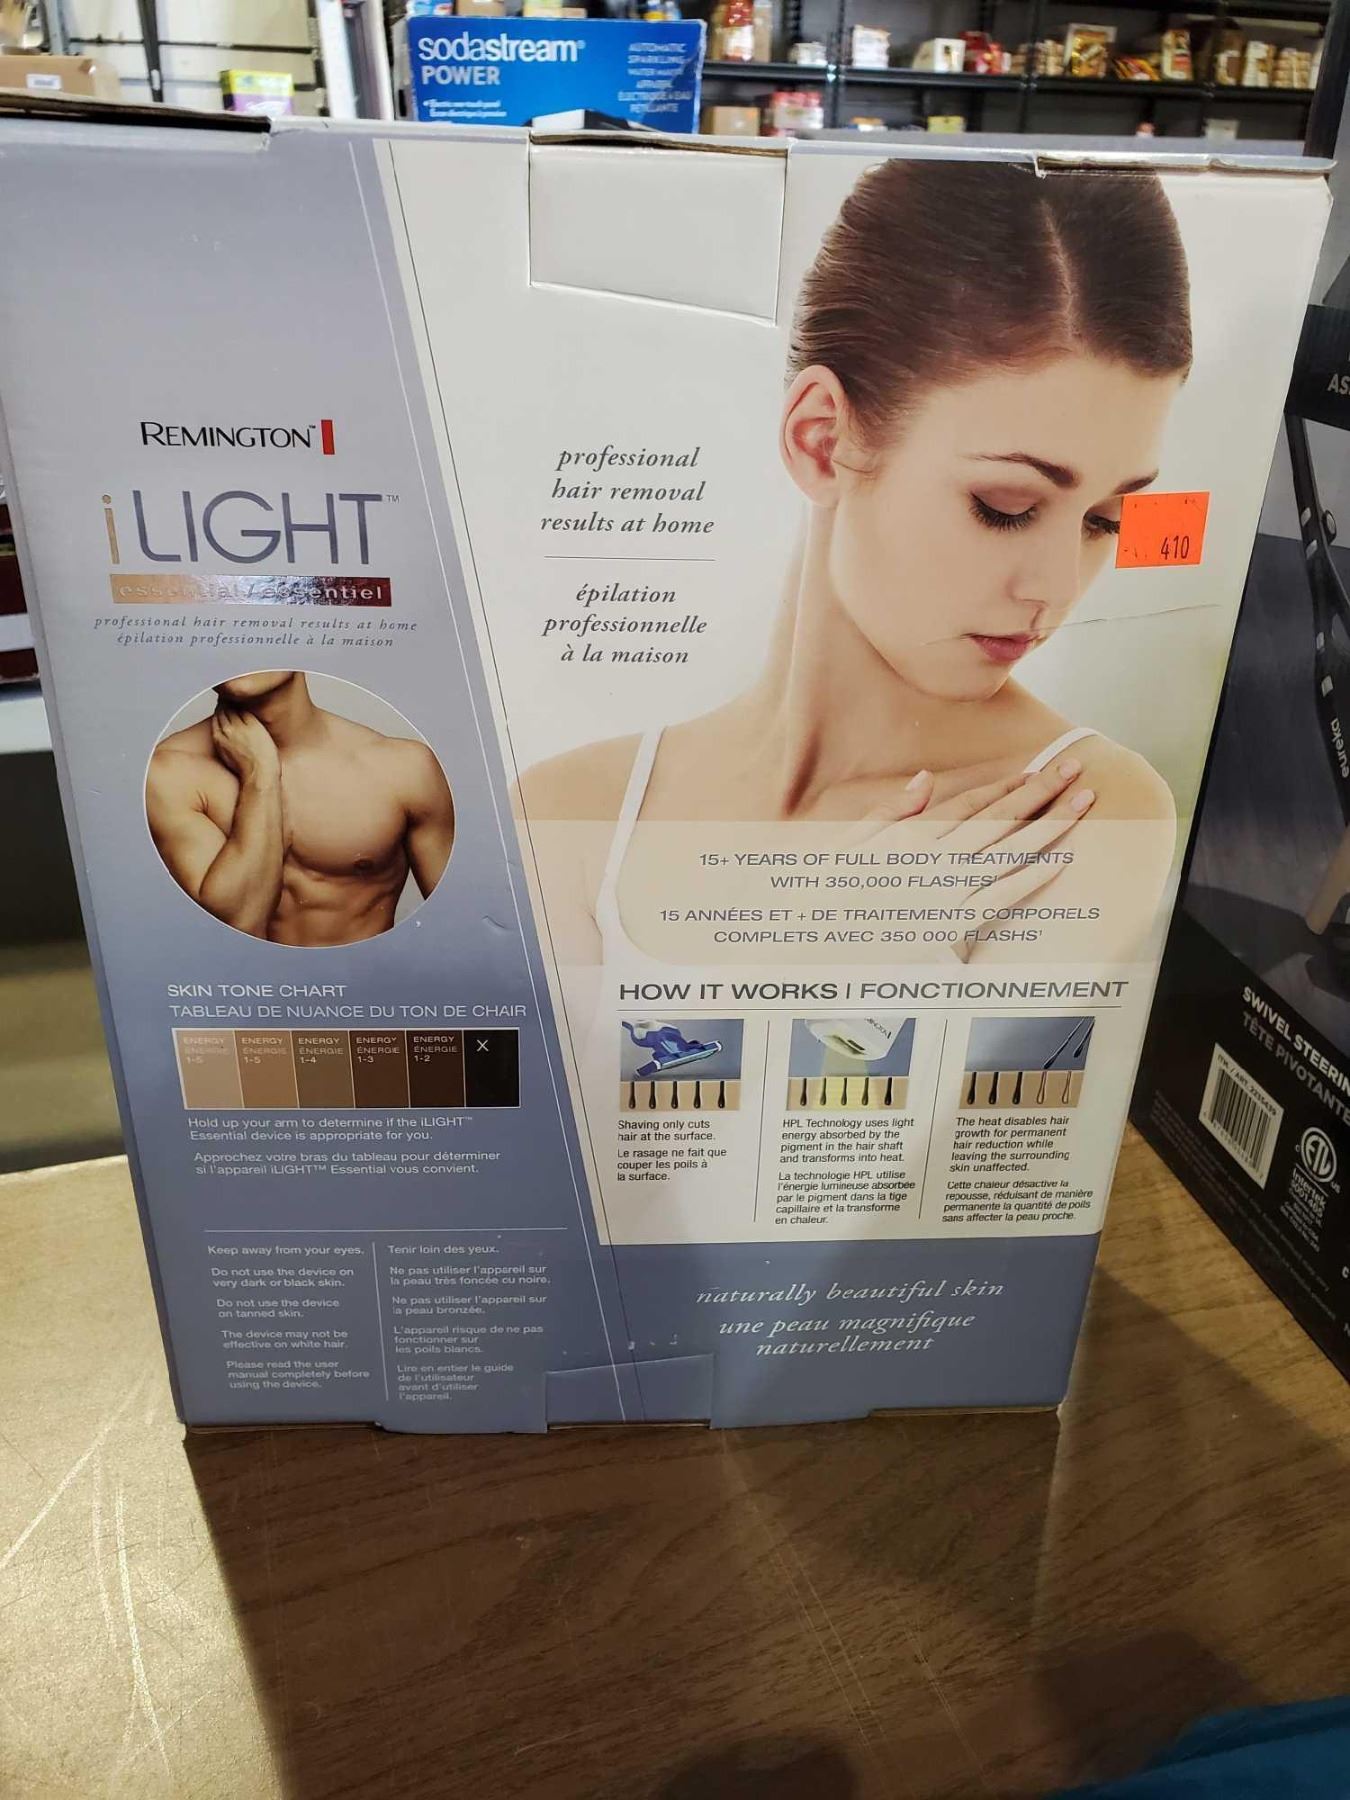 sodastream
POWER
AUTOMATIC
SPARKLING
REMINGTON™
iLIGHT™
essential / essentiel
professional hair removal results at home
épilation professionnelle à la maison
professional
hair removal
results at home
épilation
professionnelle
à la maison
410
15+ YEARS OF FULL BODY TREATMENTS
WITH 350,000 FLASHES¹
15 ANNÉES ET + DE TRAITEMENTS CORPORELS
COMPLETS AVEC 350 000 FLASHS¹
SKIN TONE CHART
TABLEAU DE NUANCE DU TON DE CHAIR
ENERGY ENERGY ENERGY ENERGY ENERGY X
ÉNERGIE ÉNERGIE ÉNERGIE ÉNERGIE ÉNERGIE
1-5 1-5 1-4 1-3 1-2
Hold up your arm to determine if the iLIGHT™
Essential device is appropriate for you.
Approchez votre bras du tableau pour déterminer
si l'appareil iLIGHT™ Essential vous convient.
Keep away from your eyes.
Do not use the device on
very dark or black skin.
Do not use the device
on tanned skin.
The device may not be
effective on white hair.
Please read the user
manual completely before
using the device.
Tenir loin des yeux.
Ne pas utiliser l'appareil sur
la peau très foncée ou noire.
Ne pas utiliser l'appareil sur
la peau bronzée.
L'appareil risque de ne pas
fonctionner sur
les poils blancs.
Lire en entier le guide
de l'utilisateur
avant d'utiliser
l'appareil.
HOW IT WORKS | FONCTIONNEMENT
REMINGTON
Shaving only cuts
hair at the surface.
Le rasage ne fait que
couper les poils à
la surface.
HPL Technology uses light
energy absorbed by the
pigment in the hair shaft
and transforms into heat.
La technologie HPL utilise
l'énergie lumineuse absorbée
par le pigment dans la tige
capillaire et la transforme
en chaleur.
The heat disables hair
growth for permanent
hair reduction while
leaving the surrounding
skin unaffected.
Cette chaleur désactive la
repousse, réduisant de manière
permanente la quantité de poils
sans affecter la peau proche.
naturally beautiful skin
une peau magnifique
naturellement
eureka
SWIVEL STEERIN
TÊTE PIVOTANTE
Intertek